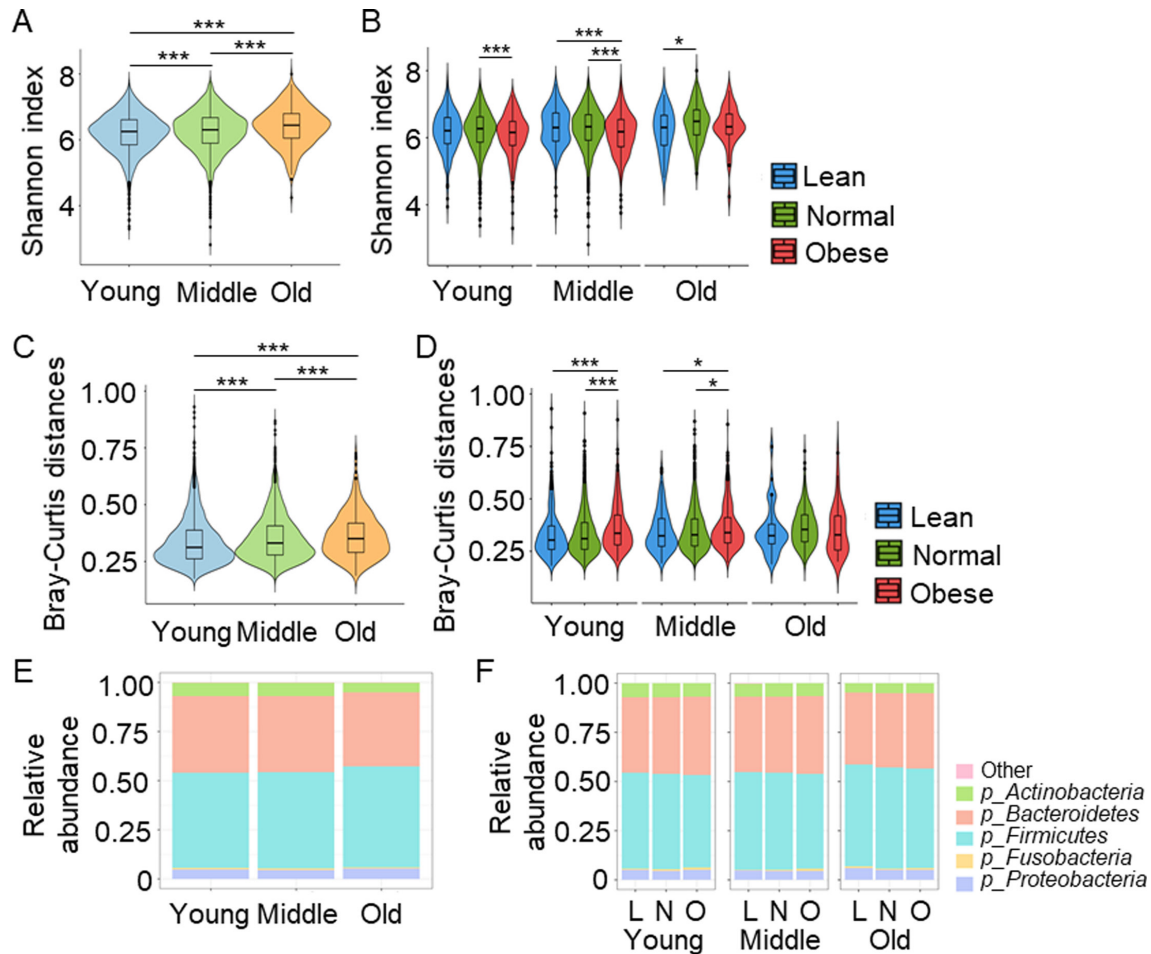 A
***
***
***
Shannon index
8
6
4
Young Middle Old
B
***
***
***
*
Shannon index
8
6
4
Young Middle Old
Lean
Normal
Obese
C
***
***
***
Bray-Curtis distances
1.00
0.75
0.50
0.25
Young Middle Old
D
***
***
*
*
Bray-Curtis distances
1.00
0.75
0.50
0.25
Young Middle Old
Lean
Normal
Obese
E
Relative
abundance
1.00
0.75
0.50
0.25
0
Young Middle Old
F
Relative
abundance
1.00
0.75
0.50
0.25
0
L N O L N O L N O
Young Middle Old
Other
p_Actinobacteria
p_Bacteroidetes
p_Firmicutes
p_Fusobacteria
p_Proteobacteria